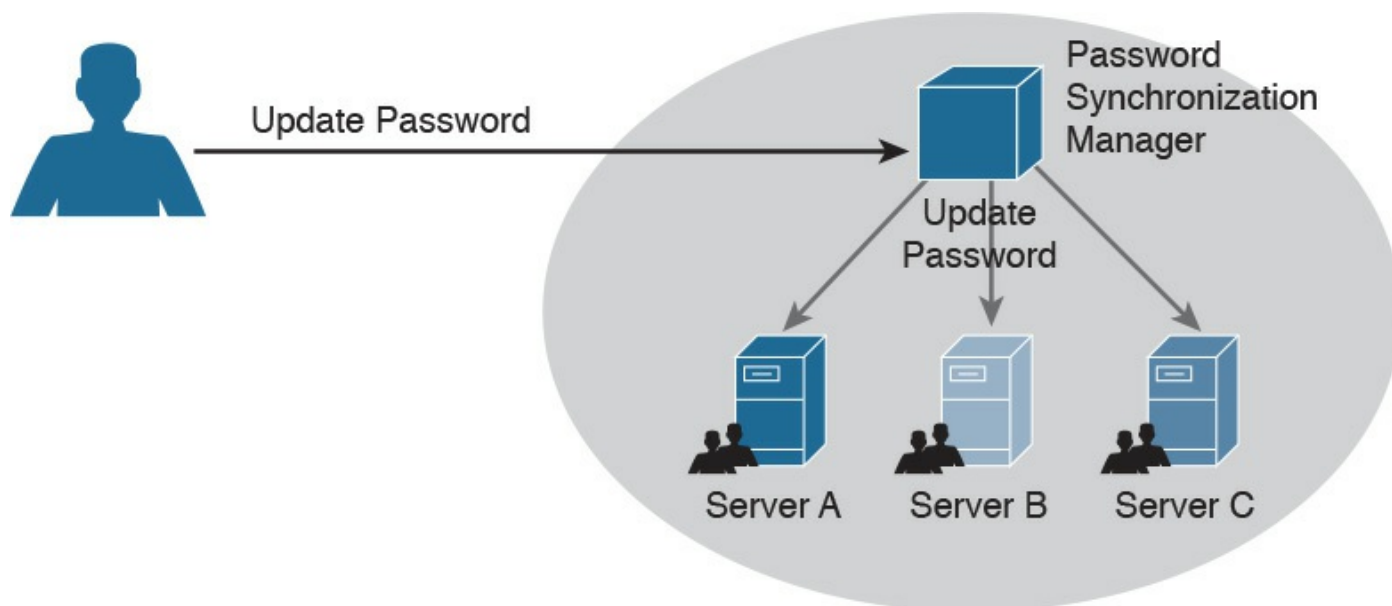 Update Password
Password
Synchronization
Manager
Update
Password
Server A
Server B
Server C